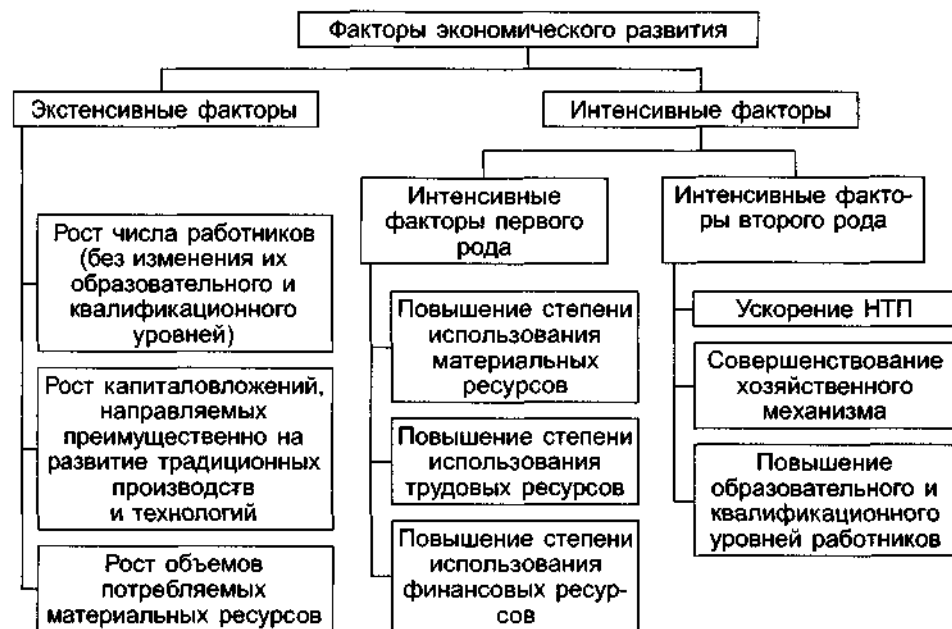 Факторы экономического развития
Экстенсивные факторы
Интенсивные факторы
Рост числа работников
(без изменения их
образовательного и
квалификационного
уровней)
Рост капиталовложений,
направляемых
преимущественно на
развитие традиционных
производств
и технологий
Рост объемов
потребляемых
материальных ресурсов
Интенсивные
факторы первого
рода
Повышение степени
использования
материальных
ресурсов
Повышение степени
использования
трудовых ресурсов
Повышение степени
использования
финансовых ресур-
сов
Интенсивные факто-
ры второго рода
Ускорение НТП
Совершенствование
хозяйственного
механизма
Повышение
образовательного и
квалификационного
уровней работников